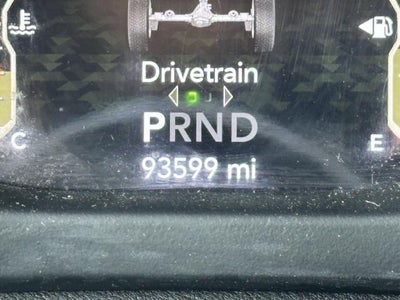 Drivetrain
PRND
C E
93599 mi